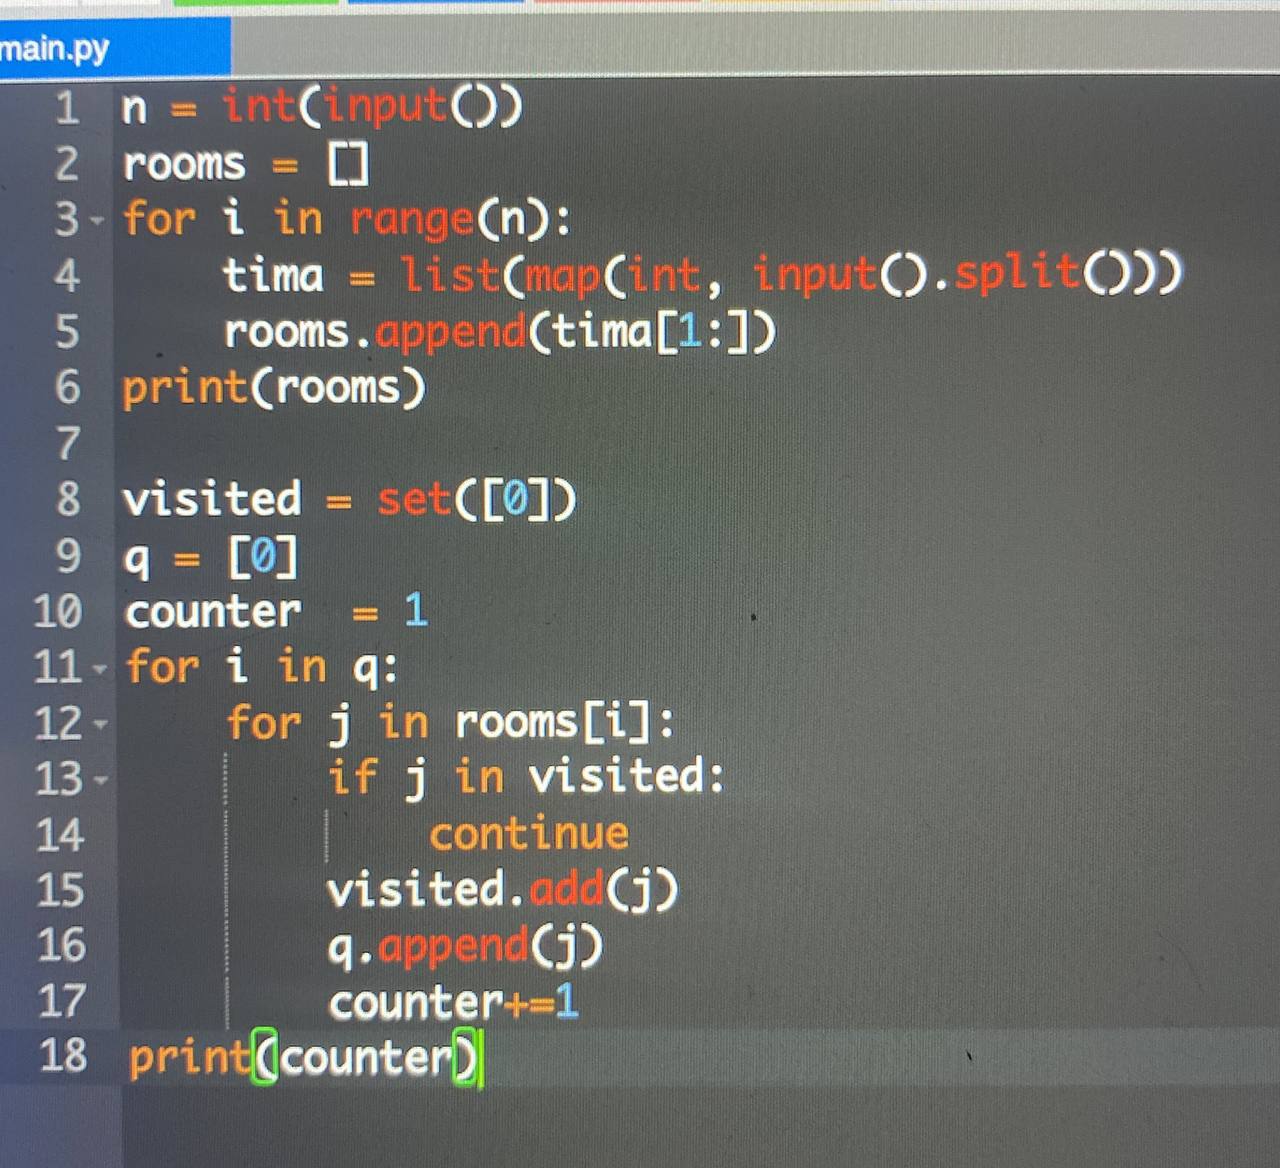 main.py
1 n = int(input())
2 rooms = []
3 for i in range(n):
4     tima = list(map(int, input().split()))
5     rooms.append(tima[1:])
6 print(rooms)
7
8 visited = set([0])
9 q = [0]
10 counter  = 1
11 for i in q:
12     for j in rooms[i]:
13         if j in visited:
14             continue
15         visited.add(j)
16         q.append(j)
17         counter+=1
18 print(counter)